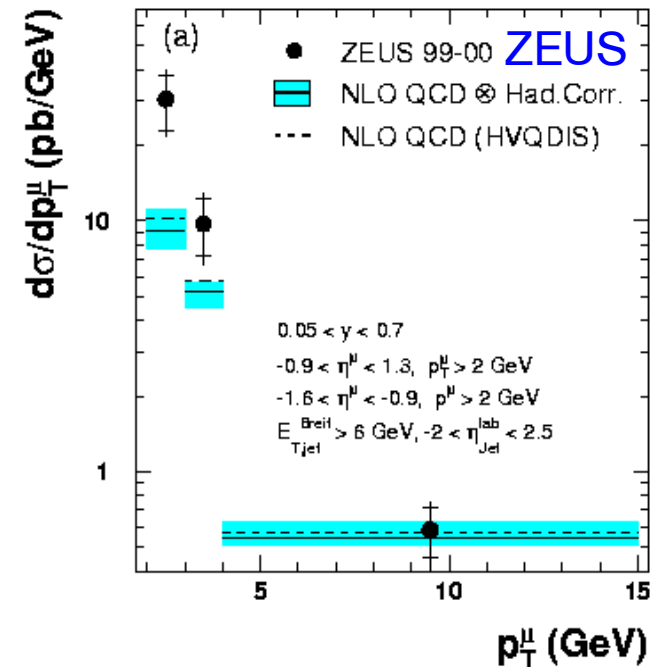 (a)
ZEUS 99-00 ZEUS
NLO QCD ⊗ Had.Corr.
NLO QCD (HVQDIS)
dσ/dp_T^μ (pb/GeV)
10
1
0.05 < y < 0.7
-0.9 < η^μ < 1.3, p_T^μ > 2 GeV
-1.6 < η^μ < -0.9, p^μ > 2 GeV
E_T,jet^Breit > 6 GeV, -2 < η_Jet^lab < 2.5
5 10 15
p_T^μ (GeV)